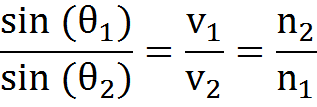 sin (θ₁) / sin (θ₂) = v₁ / v₂ = n₂ / n₁